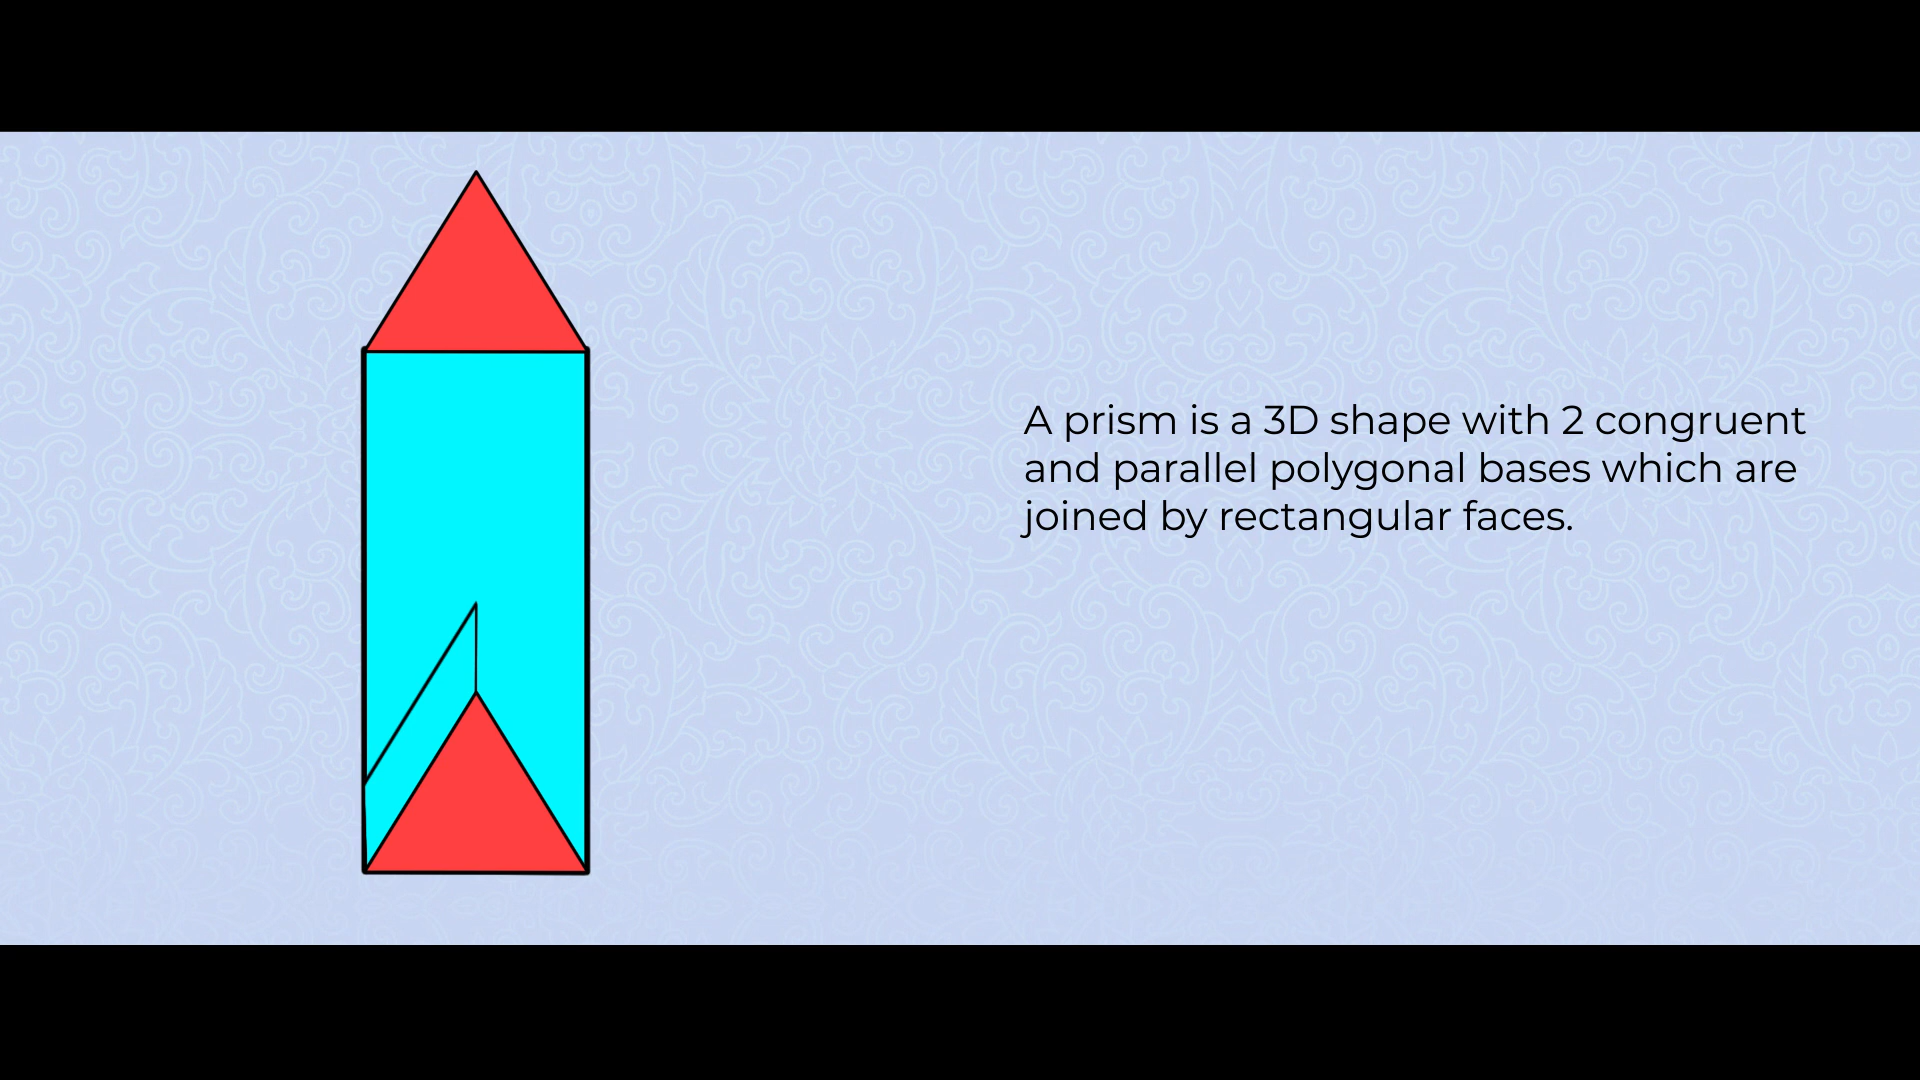 A prism is a 3D shape with 2 congruent
and parallel polygonal bases which are
joined by rectangular faces.